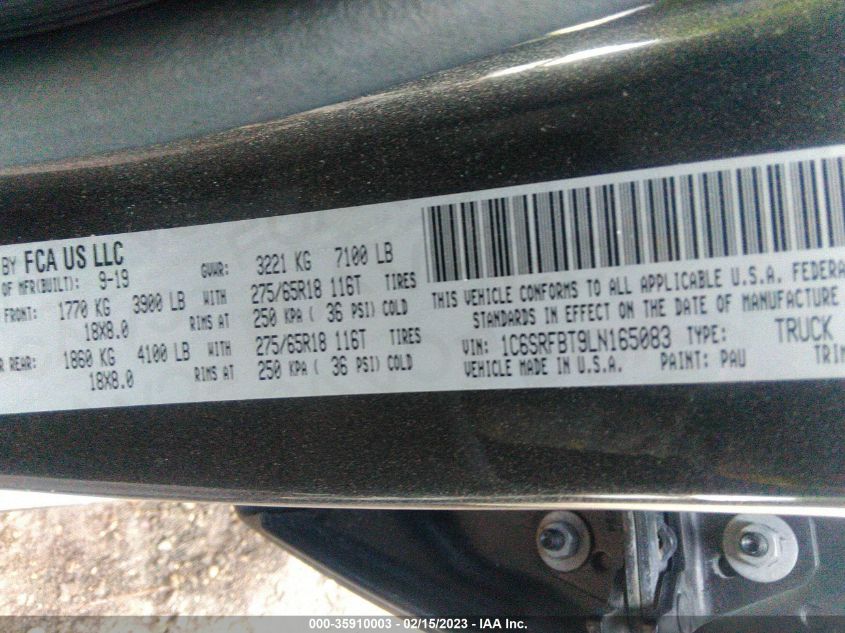 BY FCA US LLC GVWR: 3221 KG 7100 LB
OF MFR(BUILT): 9-19
FRONT: 1770 KG 3900 LB WITH 275/65R18 116T TIRES
18X8.0 RIMS AT 250 KPA ( 36 PSI) COLD
REAR: 1860 KG 4100 LB WITH 275/65R18 116T TIRES
18X8.0 RIMS AT 250 KPA ( 36 PSI) COLD
THIS VEHICLE CONFORMS TO ALL APPLICABLE U.S.A. FEDERA
STANDARDS IN EFFECT ON THE DATE OF MANUFACTURE
VIN: 1C6SRFBT9LN165083 TYPE: TRUCK
VEHICLE MADE IN U.S.A. PAINT: PAU TRIM
000-35910003 — 02/15/2023 — © IAA Inc.